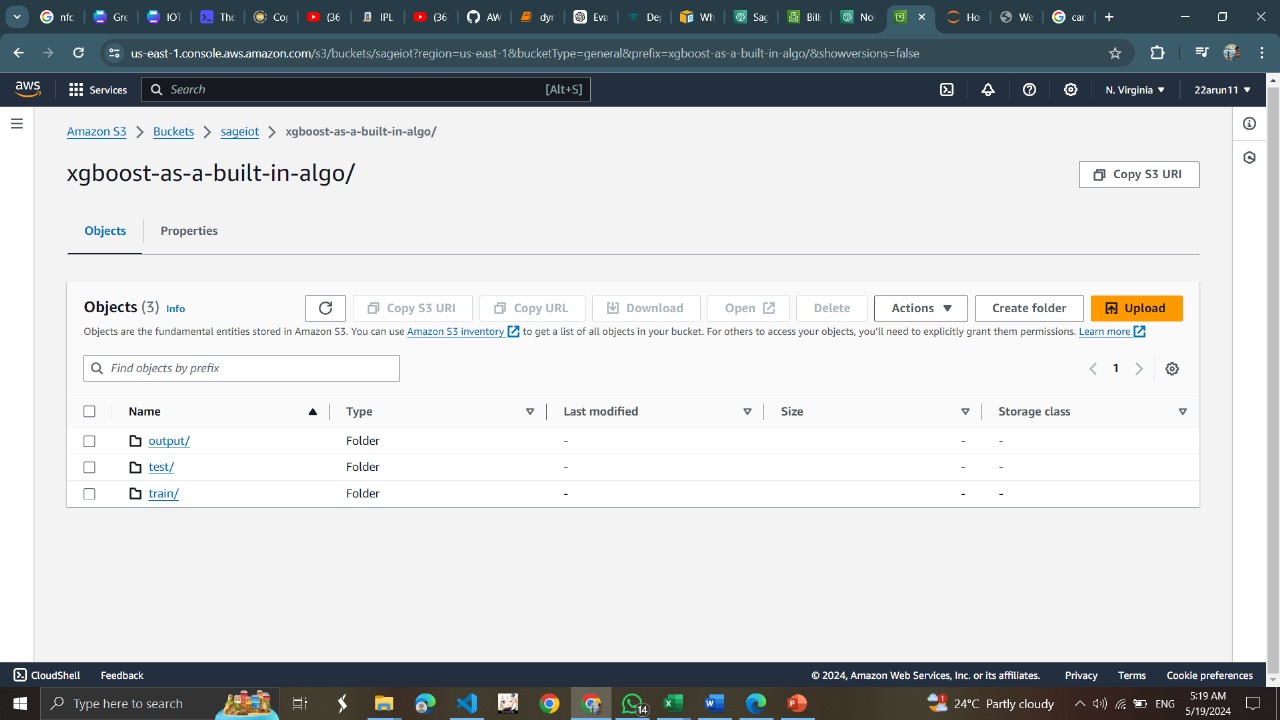 nfc
Gre
IOT
The
Cop
(36
IPL
(36
AW
dyn
Eva
Dep
Wh
Sag
Bills
Not
Ho
We
car
us-east-1.console.aws.amazon.com/s3/buckets/sageiot?region=us-east-1&bucketType=general&prefix=xgboost-as-a-built-in-algo/&showversions=false
aws Services Search [Alt+S] N. Virginia 22arun11
Amazon S3 Buckets sageiot xgboost-as-a-built-in-algo/
xgboost-as-a-built-in-algo/ Copy S3 URI
Objects Properties
Objects (3) Info Copy S3 URI Copy URL Download Open Delete Actions Create folder Upload
Objects are the fundamental entities stored in Amazon S3. You can use Amazon S3 inventory to get a list of all objects in your bucket. For others to access your objects, you'll need to explicitly grant them permissions. Learn more
Find objects by prefix 1
Name Type Last modified Size Storage class
output/ Folder - - -
test/ Folder - - -
train/ Folder - - -
CloudShell Feedback © 2024, Amazon Web Services, Inc. or its affiliates. Privacy Terms Cookie preferences
Type here to search 14 1 24°C Partly cloudy ENG 5:19 AM
5/19/2024